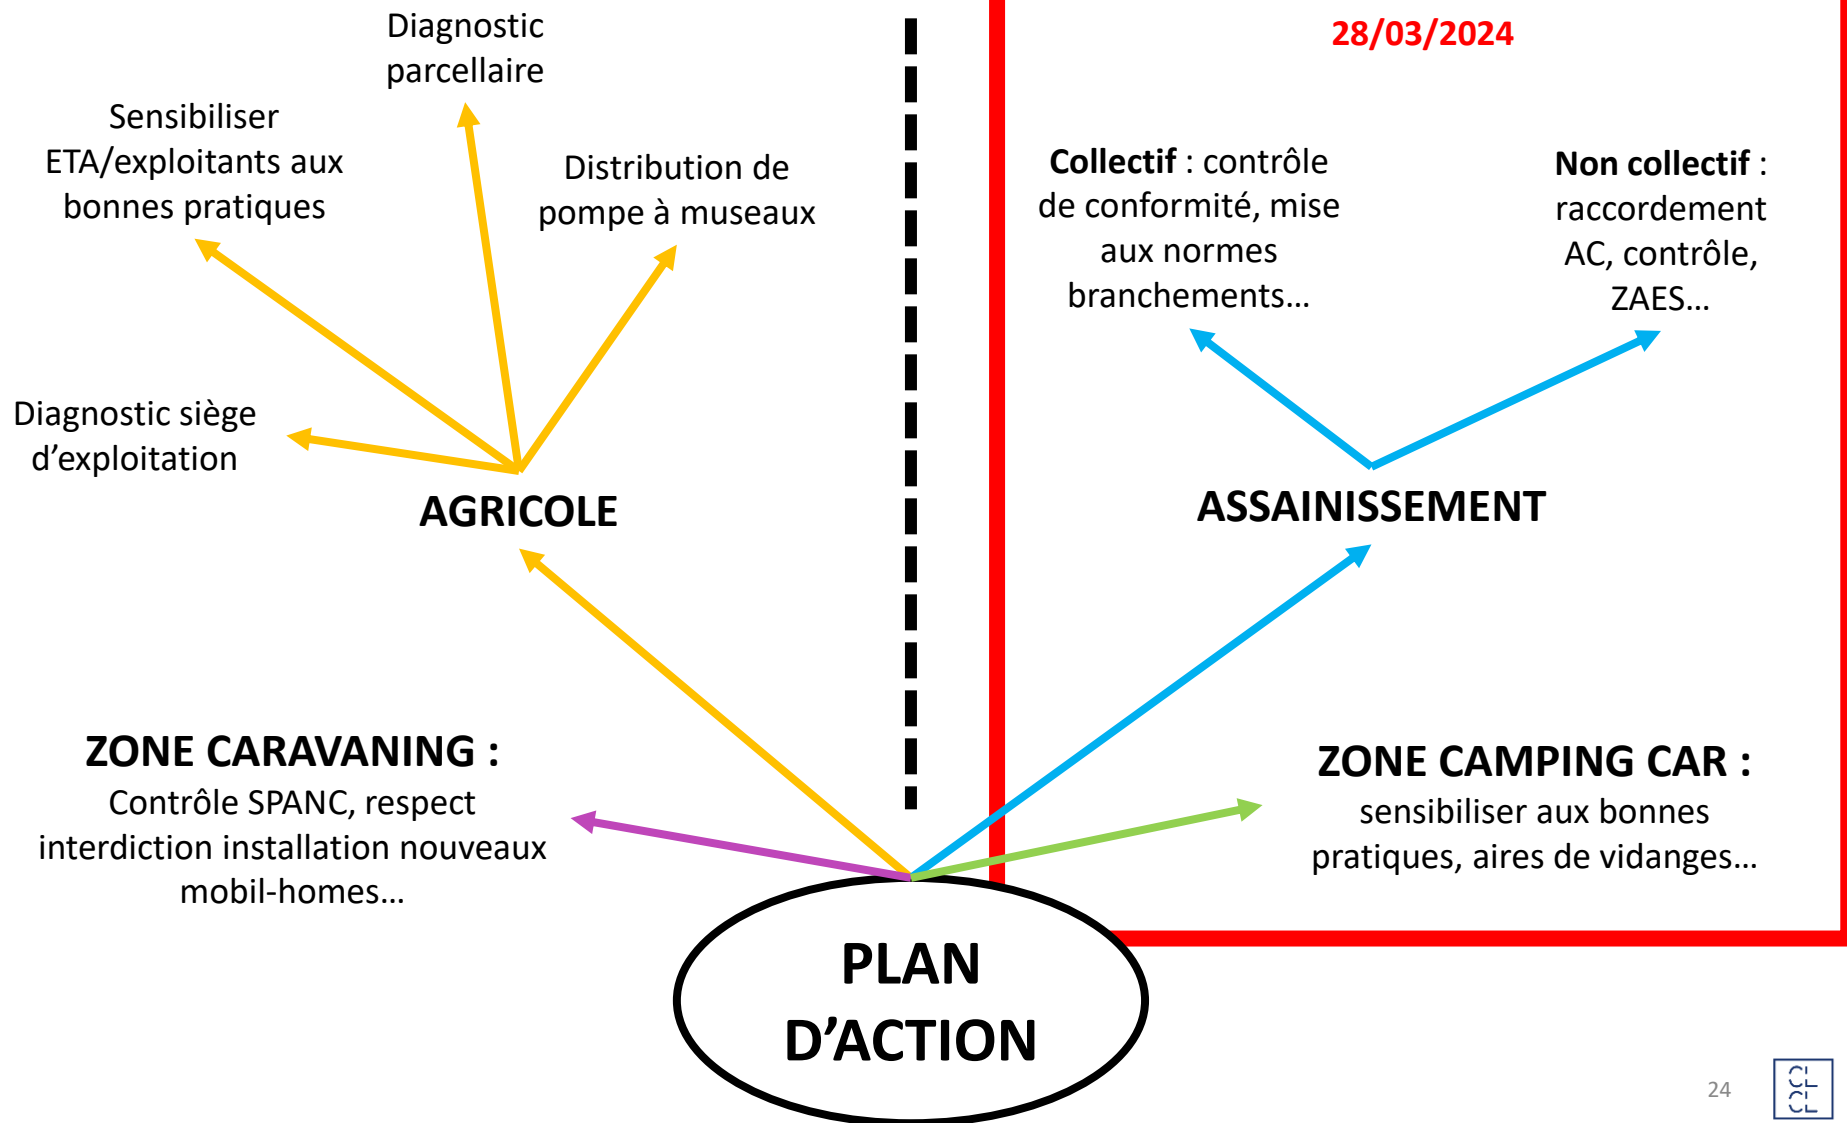 Diagnostic
parcellaire
28/03/2024
Sensibiliser
ETA/exploitants aux
bonnes pratiques
Distribution de
pompe à museaux
Collectif : contrôle
de conformité, mise
aux normes
branchements…
Non collectif :
raccordement
AC, contrôle,
ZAES…
Diagnostic siège
d’exploitation
AGRICOLE
ASSAINISSEMENT
ZONE CARAVANING :
Contrôle SPANC, respect
interdiction installation nouveaux
mobil-homes…
ZONE CAMPING CAR :
sensibiliser aux bonnes
pratiques, aires de vidanges…
PLAN
D’ACTION
24
CL
CL